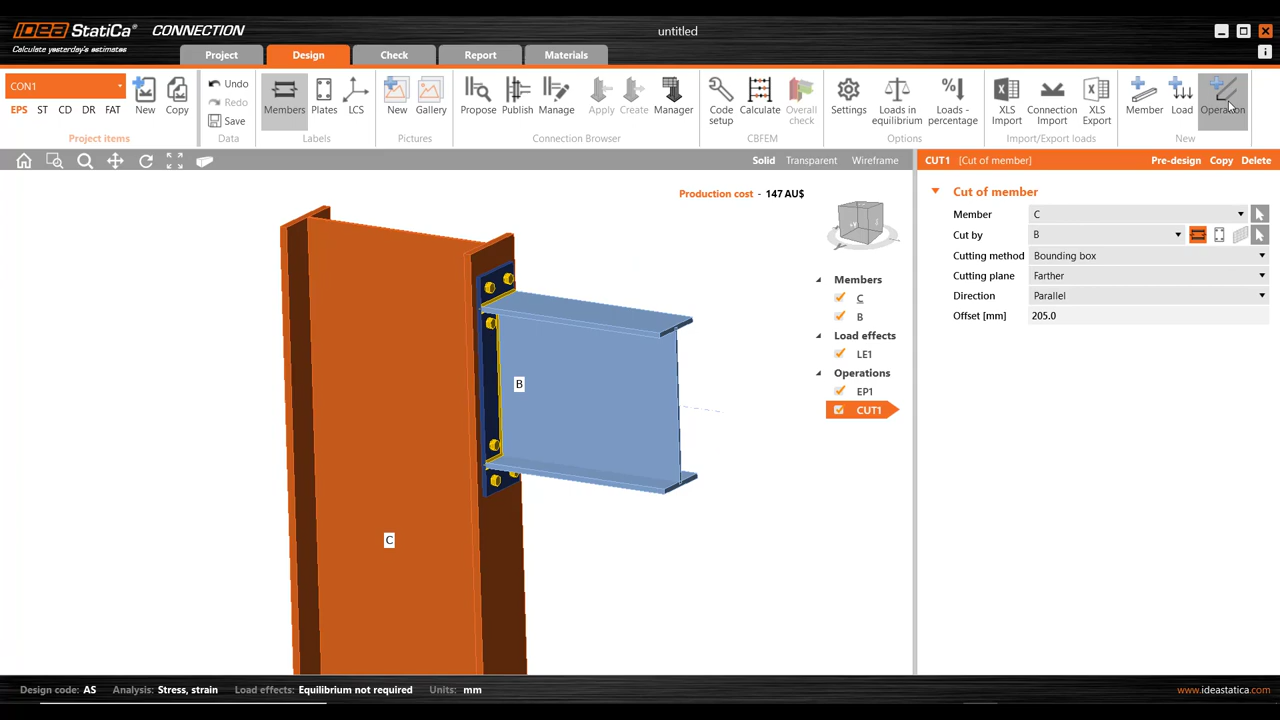 IDEA StatiCa® CONNECTION
Calculate yesterday's estimates
untitled
Project Design Check Report Materials
CON1
EPS ST CD DR FAT
New Copy
Project items
Undo
Redo
Save
Data
Members Plates LCS
Labels
New Gallery
Pictures
Propose Publish Manage Apply Create Manager
Connection Browser
Code setup Calculate Overall check
CBFEM
Settings Loads in equilibrium Loads - percentage
Options
XLS Import Connection Import XLS Export
Import/Export loads
Member Load Operation
New
Solid Transparent Wireframe
Production cost - 147 AU$
Members
C
B
Load effects
LE1
Operations
EP1
CUT1
B
C
CUT1 [Cut of member] Pre-design Copy Delete
Cut of member
Member C
Cut by B
Cutting method Bounding box
Cutting plane Farther
Direction Parallel
Offset [mm] 205.0
Design code: AS Analysis: Stress, strain Load effects: Equilibrium not required Units: mm
www.ideastatica.com